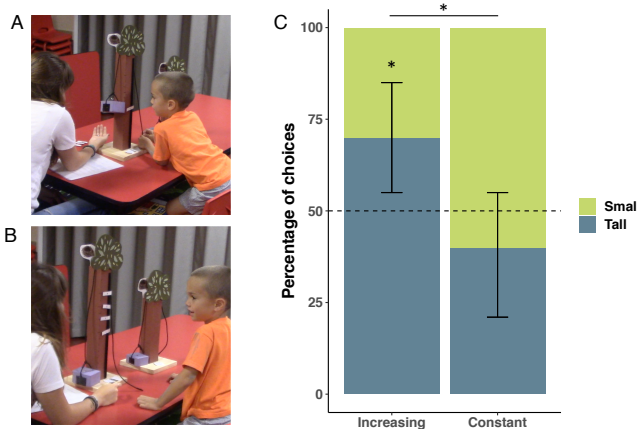 A
B
C
*
*
Percentage of choices
100
75
50
25
0
Increasing
Constant
Smal
Tall